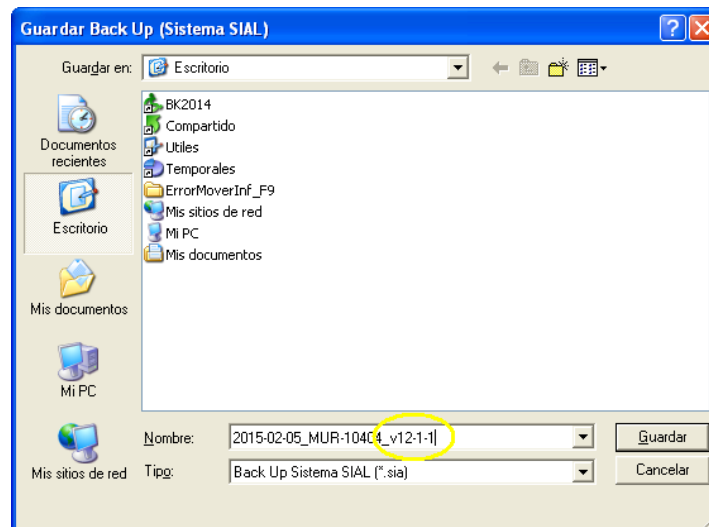 Guardar Back Up (Sistema SIAL)
Guardar en: Escritorio
BK2014
Compartido
Utiles
Temporales
ErrorMoverInf_F9
Mis sitios de red
Mi PC
Mis documentos
Documentos
recientes
Escritorio
Mis documentos
Mi PC
Mis sitios de red
Nombre: 2015-02-05_MUR-10404_v12-1-1 Guardar
Tipo: Back Up Sistema SIAL (*.sia) Cancelar